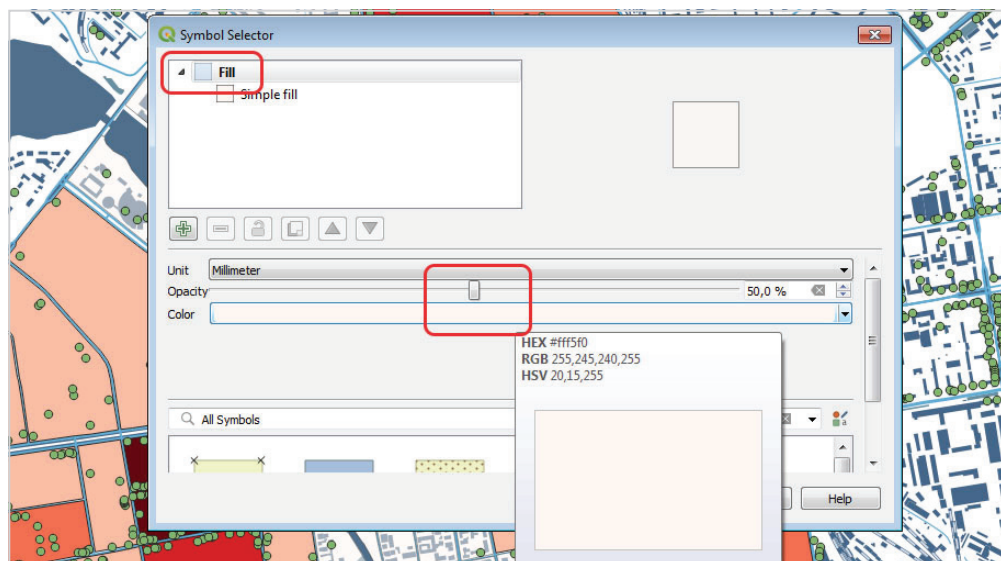 Symbol Selector
Fill
Simple fill
Unit Millimeter
Opacity 50,0 %
Color
HEX #fff5f0
RGB 255,245,240,255
HSV 20,15,255
All Symbols
Help